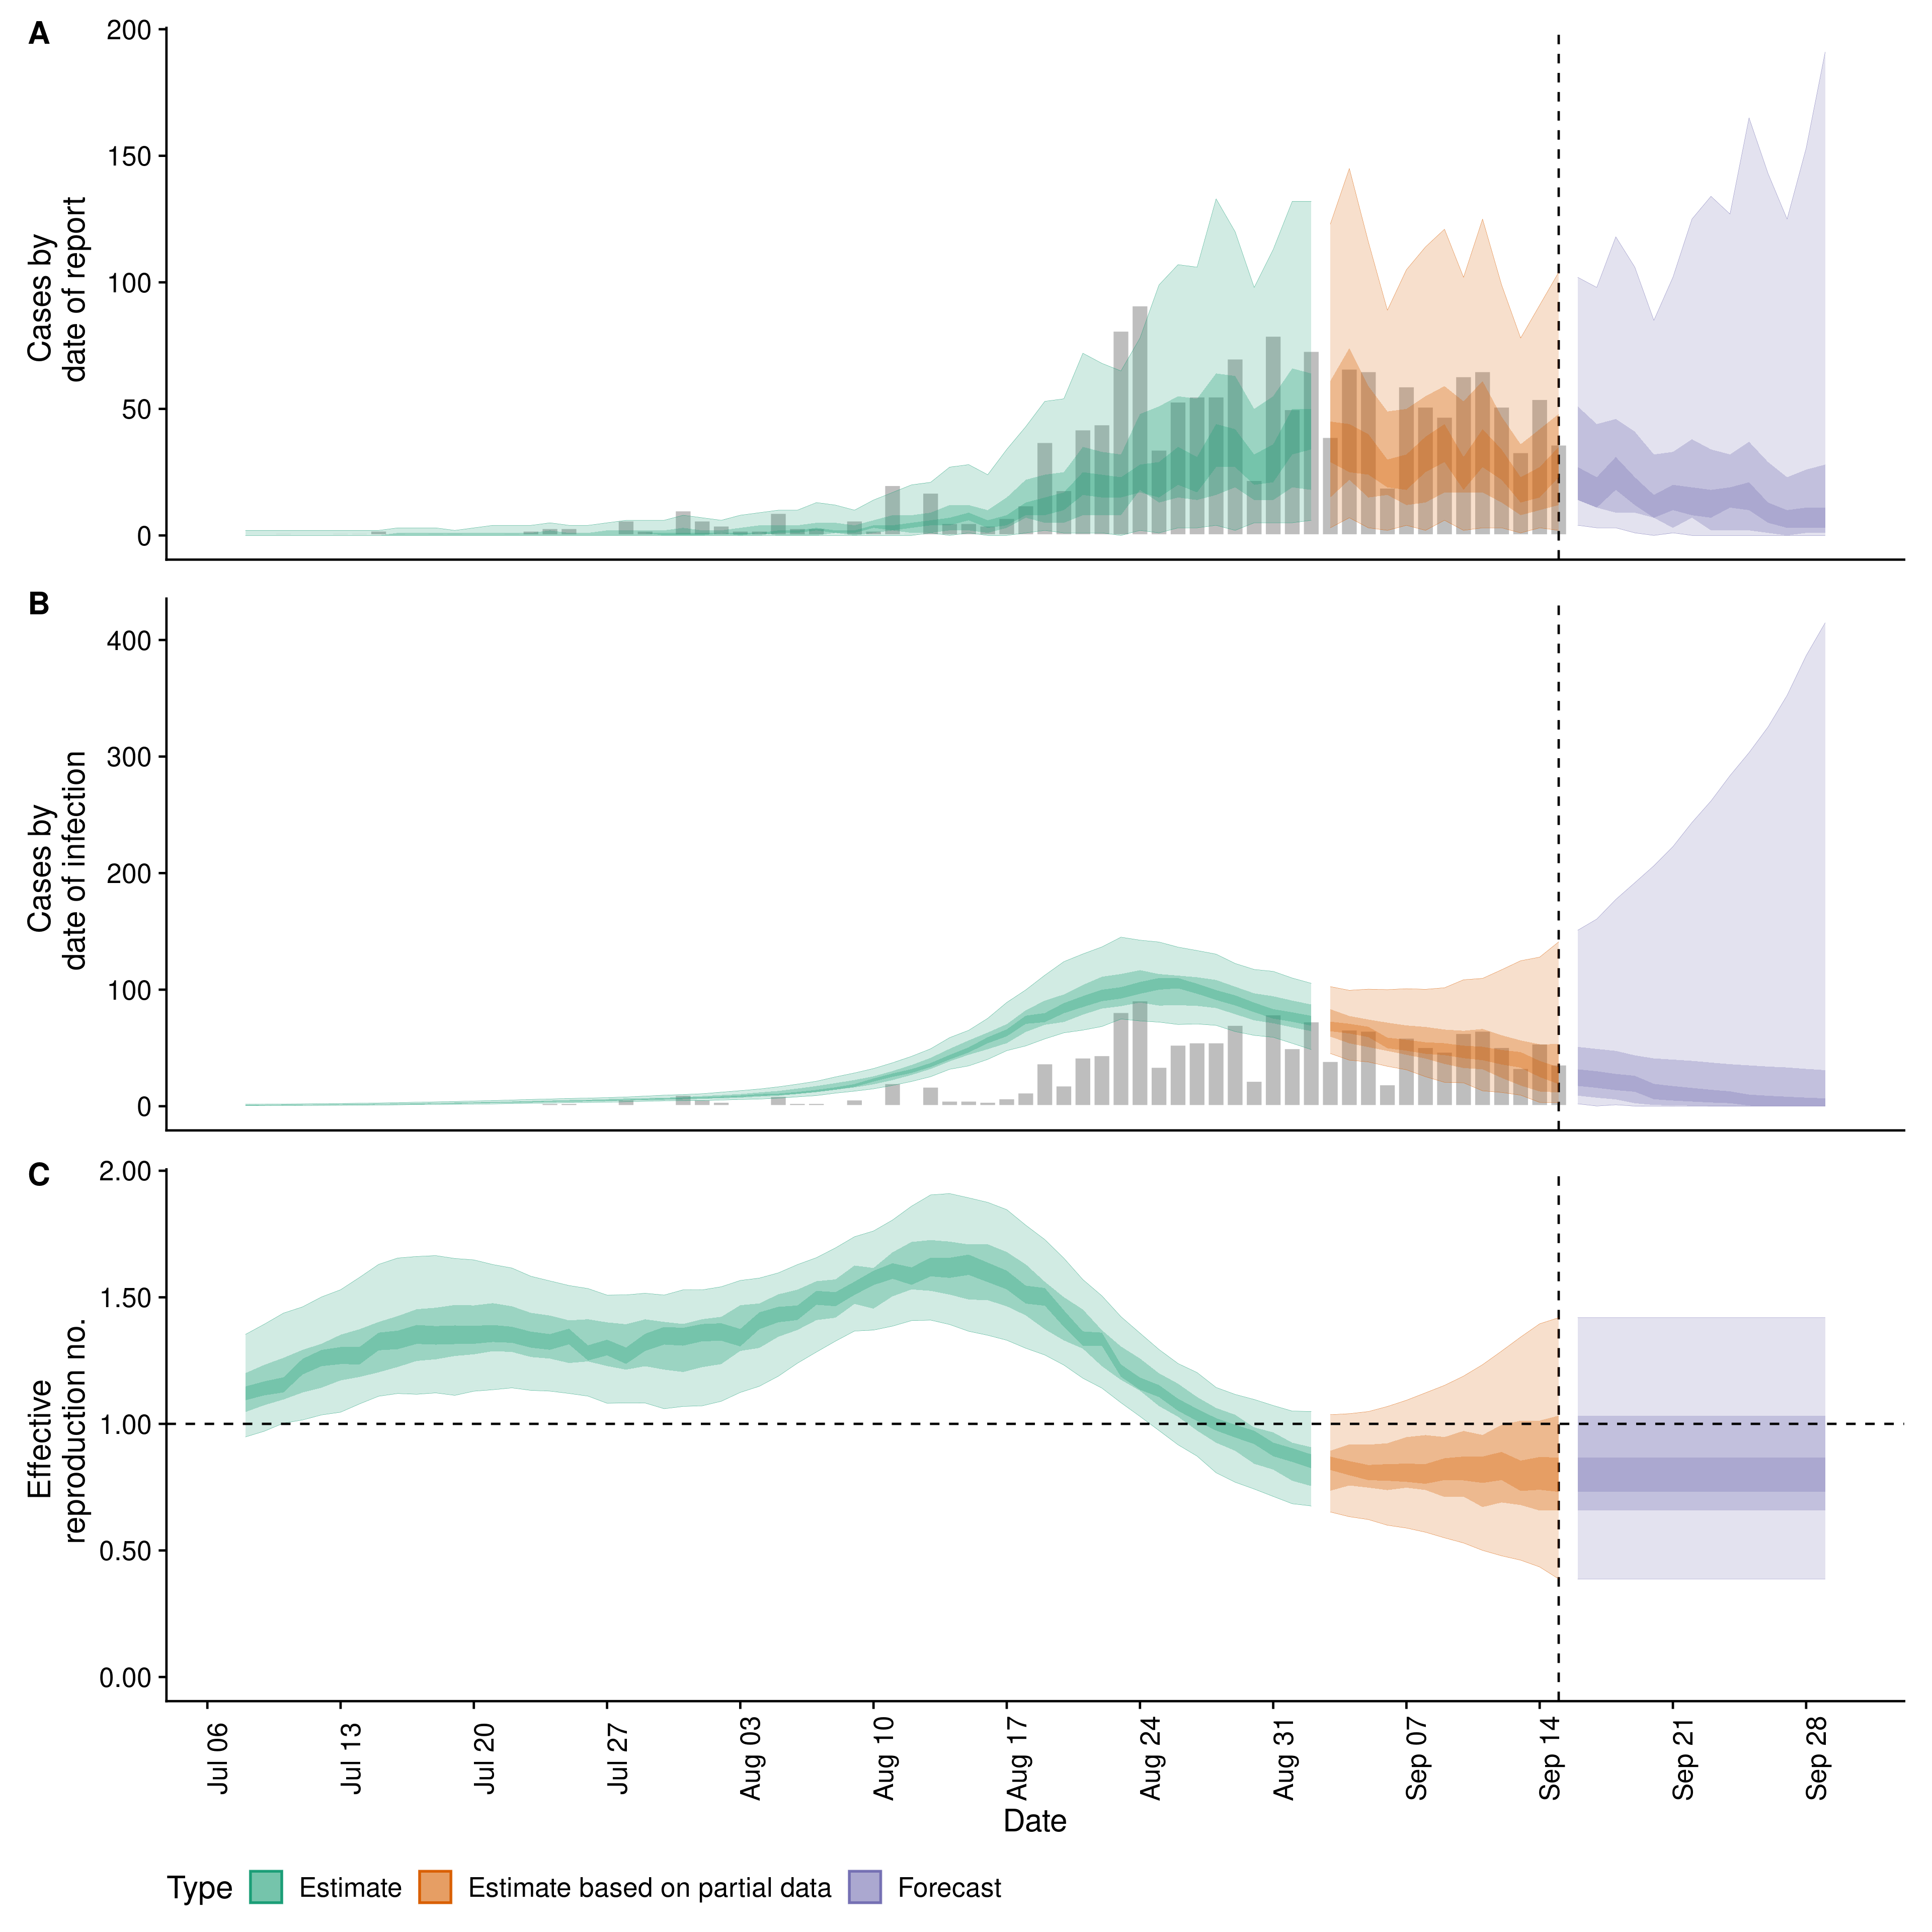 A
200
150
100
50
0
Cases by
date of report
B
400
300
200
100
0
Cases by
date of infection
C
2.00
1.50
1.00
0.50
0.00
Effective
reproduction no.
Jul 06
Jul 13
Jul 20
Jul 27
Aug 03
Aug 10
Aug 17
Aug 24
Aug 31
Sep 07
Sep 14
Sep 21
Sep 28
Date
Type Estimate Estimate based on partial data Forecast